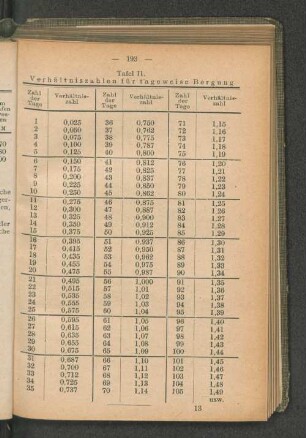 — 193 —
Tafel II.
Verhältniszahlen für tageweise Bergung
Zahl der Tage Verhältnis-zahl Zahl der Tage Verhältnis-zahl Zahl der Tage Verhältnis-zahl
1 0,025 36 0,750 71 1,15
2 0,050 37 0,762 72 1,16
3 0,075 38 0,775 73 1,17
4 0,100 39 0,787 74 1,18
5 0,125 40 0,800 75 1,19
6 0,150 41 0,812 76 1,20
7 0,175 42 0,825 77 1,21
8 0,200 43 0,837 78 1,22
9 0,225 44 0,850 79 1,23
10 0,250 45 0,862 80 1,24
11 0,275 46 0,875 81 1,25
12 0,300 47 0,887 82 1,26
13 0,325 48 0,900 83 1,27
14 0,350 49 0,912 84 1,28
15 0,375 50 0,925 85 1,29
16 0,395 51 0,937 86 1,30
17 0,415 52 0,950 87 1,31
18 0,435 53 0,962 88 1,32
19 0,455 54 0,975 89 1,33
20 0,475 55 0,987 90 1,34
21 0,495 56 1,000 91 1,35
22 0,515 57 1,01 92 1,36
23 0,535 58 1,02 93 1,37
24 0,555 59 1,03 94 1,38
25 0,575 60 1,04 95 1,39
26 0,595 61 1,05 96 1,40
27 0,615 62 1,06 97 1,41
28 0,635 63 1,07 98 1,42
29 0,655 64 1,08 99 1,43
30 0,675 65 1,09 100 1,44
31 0,687 66 1,10 101 1,45
32 0,700 67 1,11 102 1,46
33 0,712 68 1,12 103 1,47
34 0,725 69 1,13 104 1,48
35 0,737 70 1,14 105 1,49
usw.
13